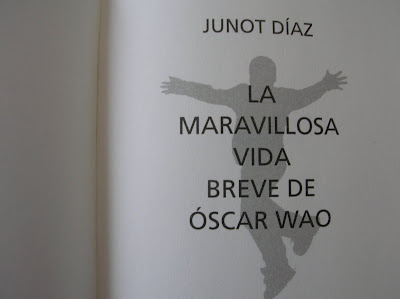 JUNOT DÍAZ
LA
MARAVILLOSA
VIDA
BREVE DE
ÓSCAR WAO